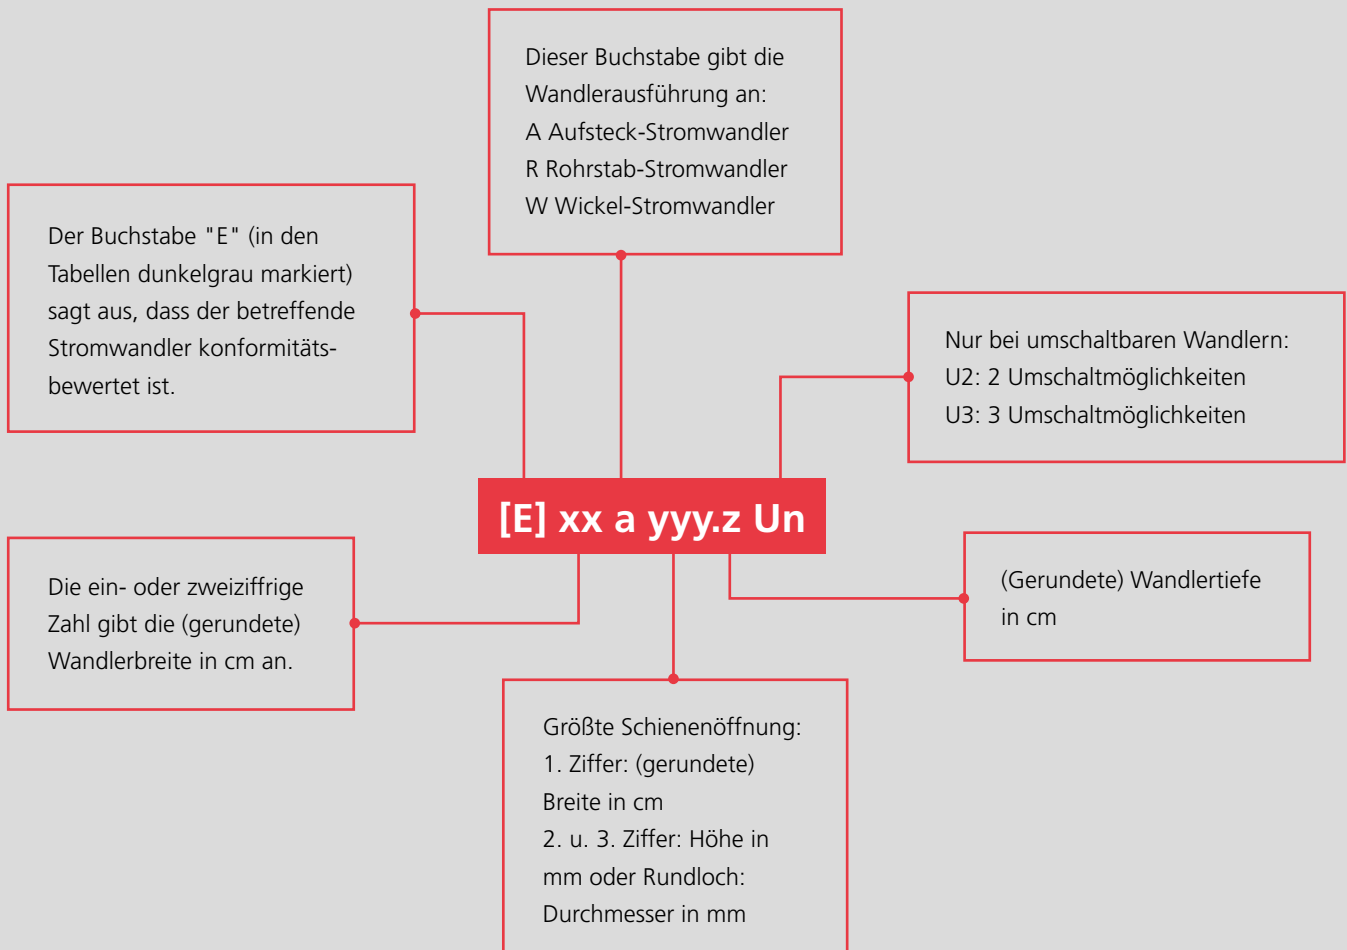 Dieser Buchstabe gibt die
Wandlerausführung an:
A Aufsteck-Stromwandler
R Rohrstab-Stromwandler
W Wickel-Stromwandler
Der Buchstabe "E" (in den
Tabellen dunkelgrau markiert)
sagt aus, dass der betreffende
Stromwandler konformitäts-
bewertet ist.
Nur bei umschaltbaren Wandlern:
U2: 2 Umschaltmöglichkeiten
U3: 3 Umschaltmöglichkeiten
[E] xx a yyy.z Un
Die ein- oder zweiziffrige
Zahl gibt die (gerundete)
Wandlerbreite in cm an.
(Gerundete) Wandlertiefe
in cm
Größte Schienenöffnung:
1. Ziffer: (gerundete)
Breite in cm
2. u. 3. Ziffer: Höhe in
mm oder Rundloch:
Durchmesser in mm